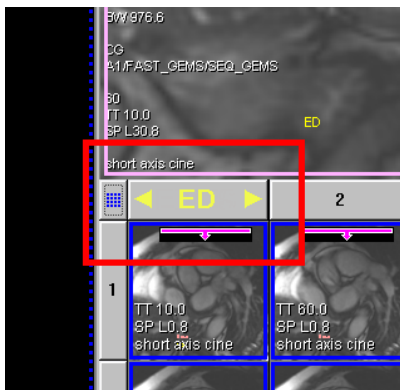 BW 976.6
CG
A1/FAST_GEMS/SEQ_GEMS
60
TT 10.0
SP L30.8
ED
short axis cine
ED 2
1
TT 10.0 TT 60.0
SP L0.8 SP L0.8
short axis cine short axis cine